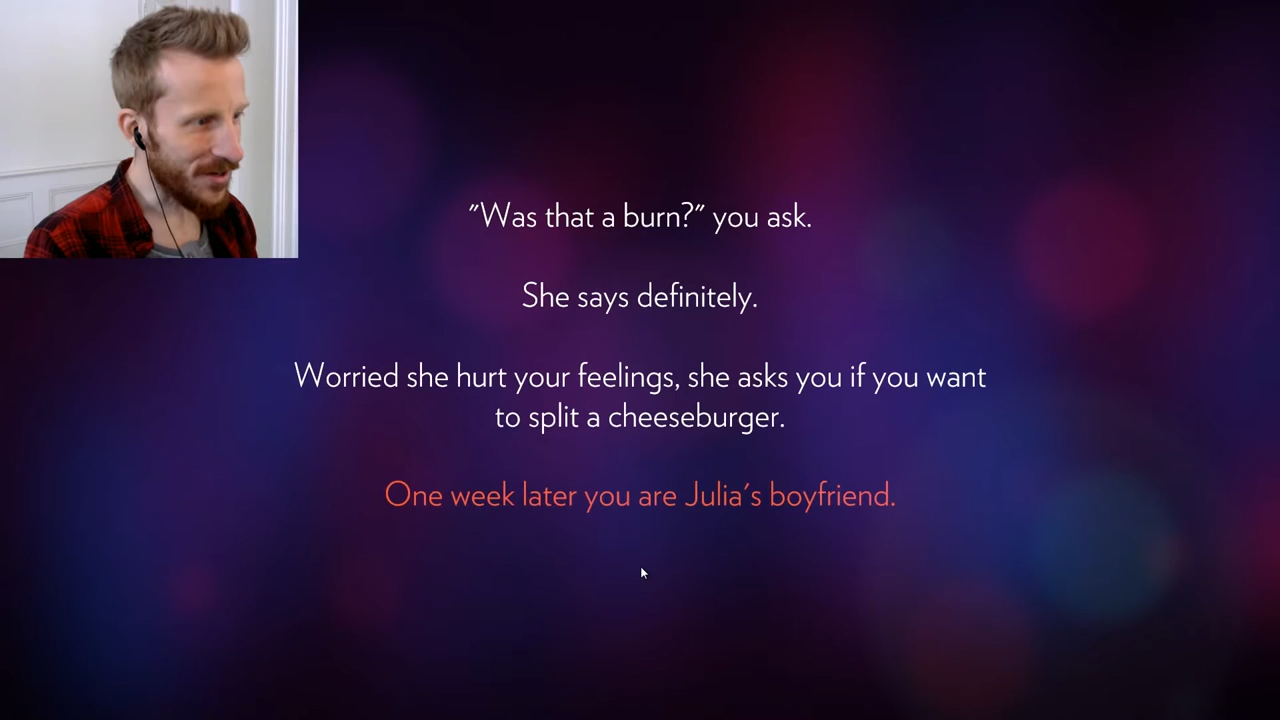 "Was that a burn?" you ask.
She says definitely.
Worried she hurt your feelings, she asks you if you want
to split a cheeseburger.
One week later you are Julia's boyfriend.